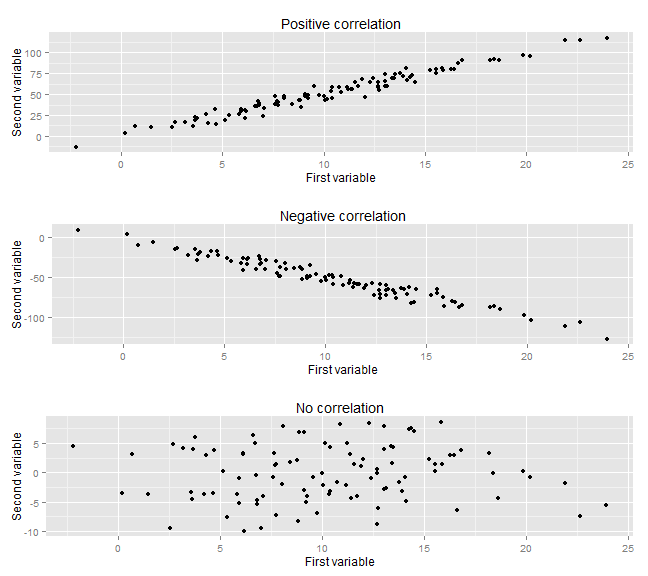 Positive correlation
Second variable
100
75
50
25
0
0 5 10 15 20 25
First variable
Negative correlation
Second variable
0
-50
-100
0 5 10 15 20 25
First variable
No correlation
Second variable
5
0
-5
-10
0 5 10 15 20 25
First variable